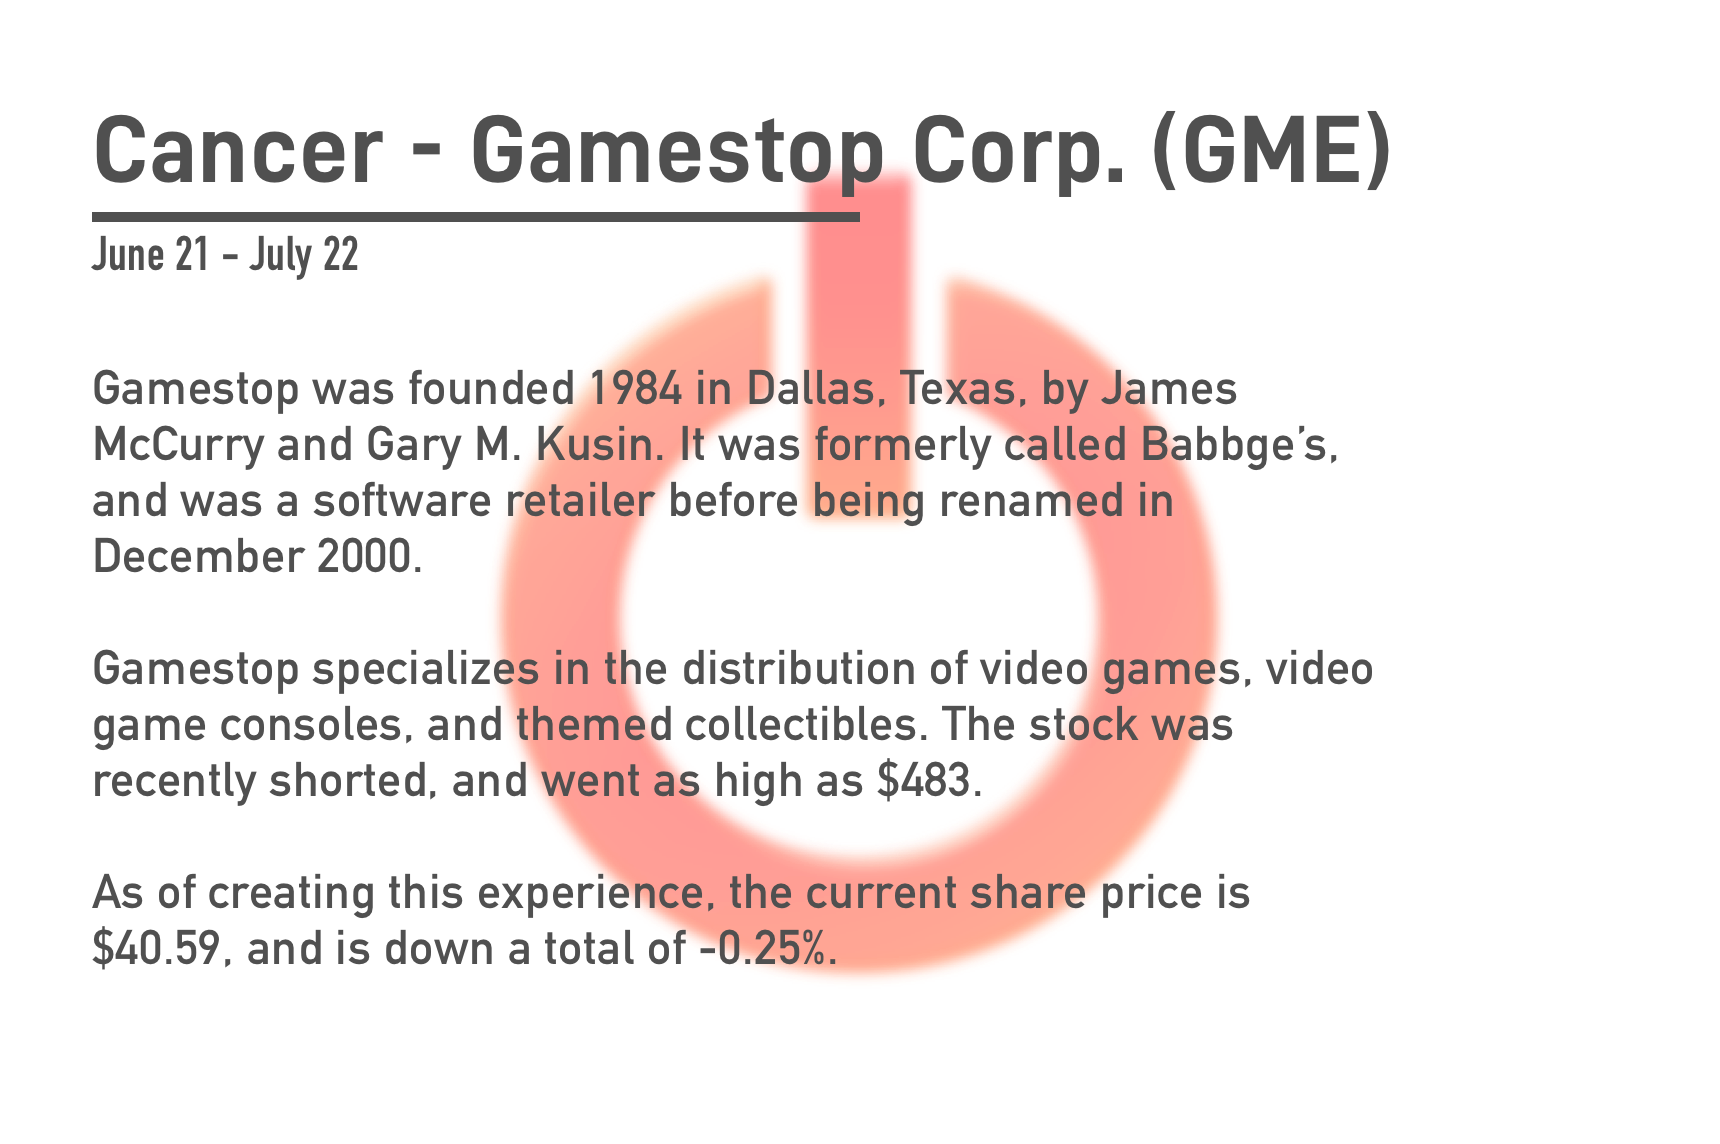 Cancer - Gamestop Corp. (GME)
June 21 – July 22
Gamestop was founded 1984 in Dallas, Texas, by James
McCurry and Gary M. Kusin. It was formerly called Babbge’s,
and was a software retailer before being renamed in
December 2000.
Gamestop specializes in the distribution of video games, video
game consoles, and themed collectibles. The stock was
recently shorted, and went as high as $483.
As of creating this experience, the current share price is
$40.59, and is down a total of -0.25%.